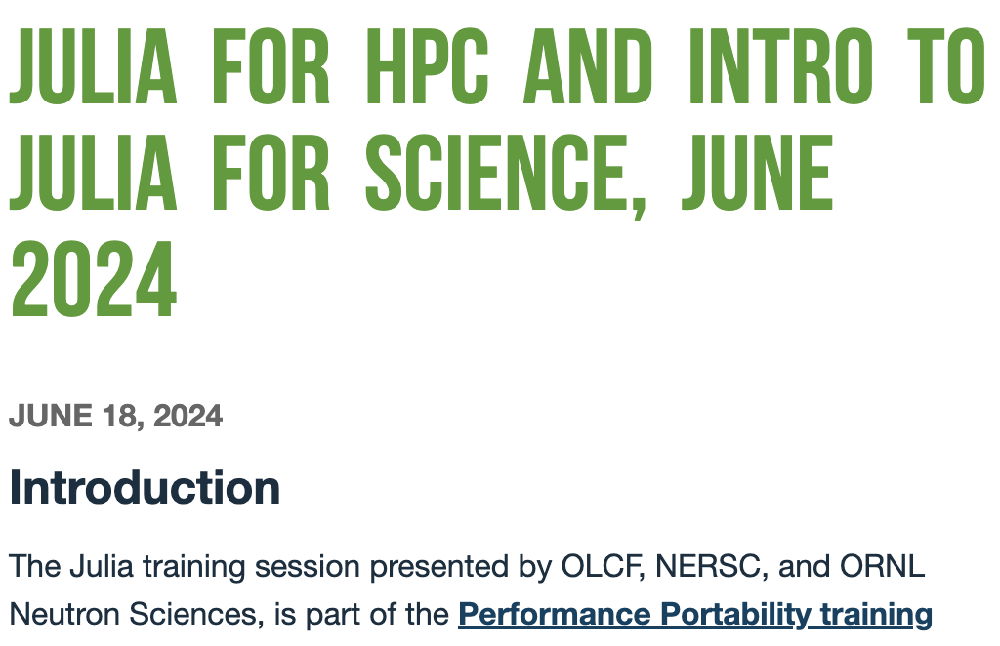 JULIA FOR HPC AND INTRO TO
JULIA FOR SCIENCE, JUNE
2024
JUNE 18, 2024
Introduction
The Julia training session presented by OLCF, NERSC, and ORNL
Neutron Sciences, is part of the Performance Portability training